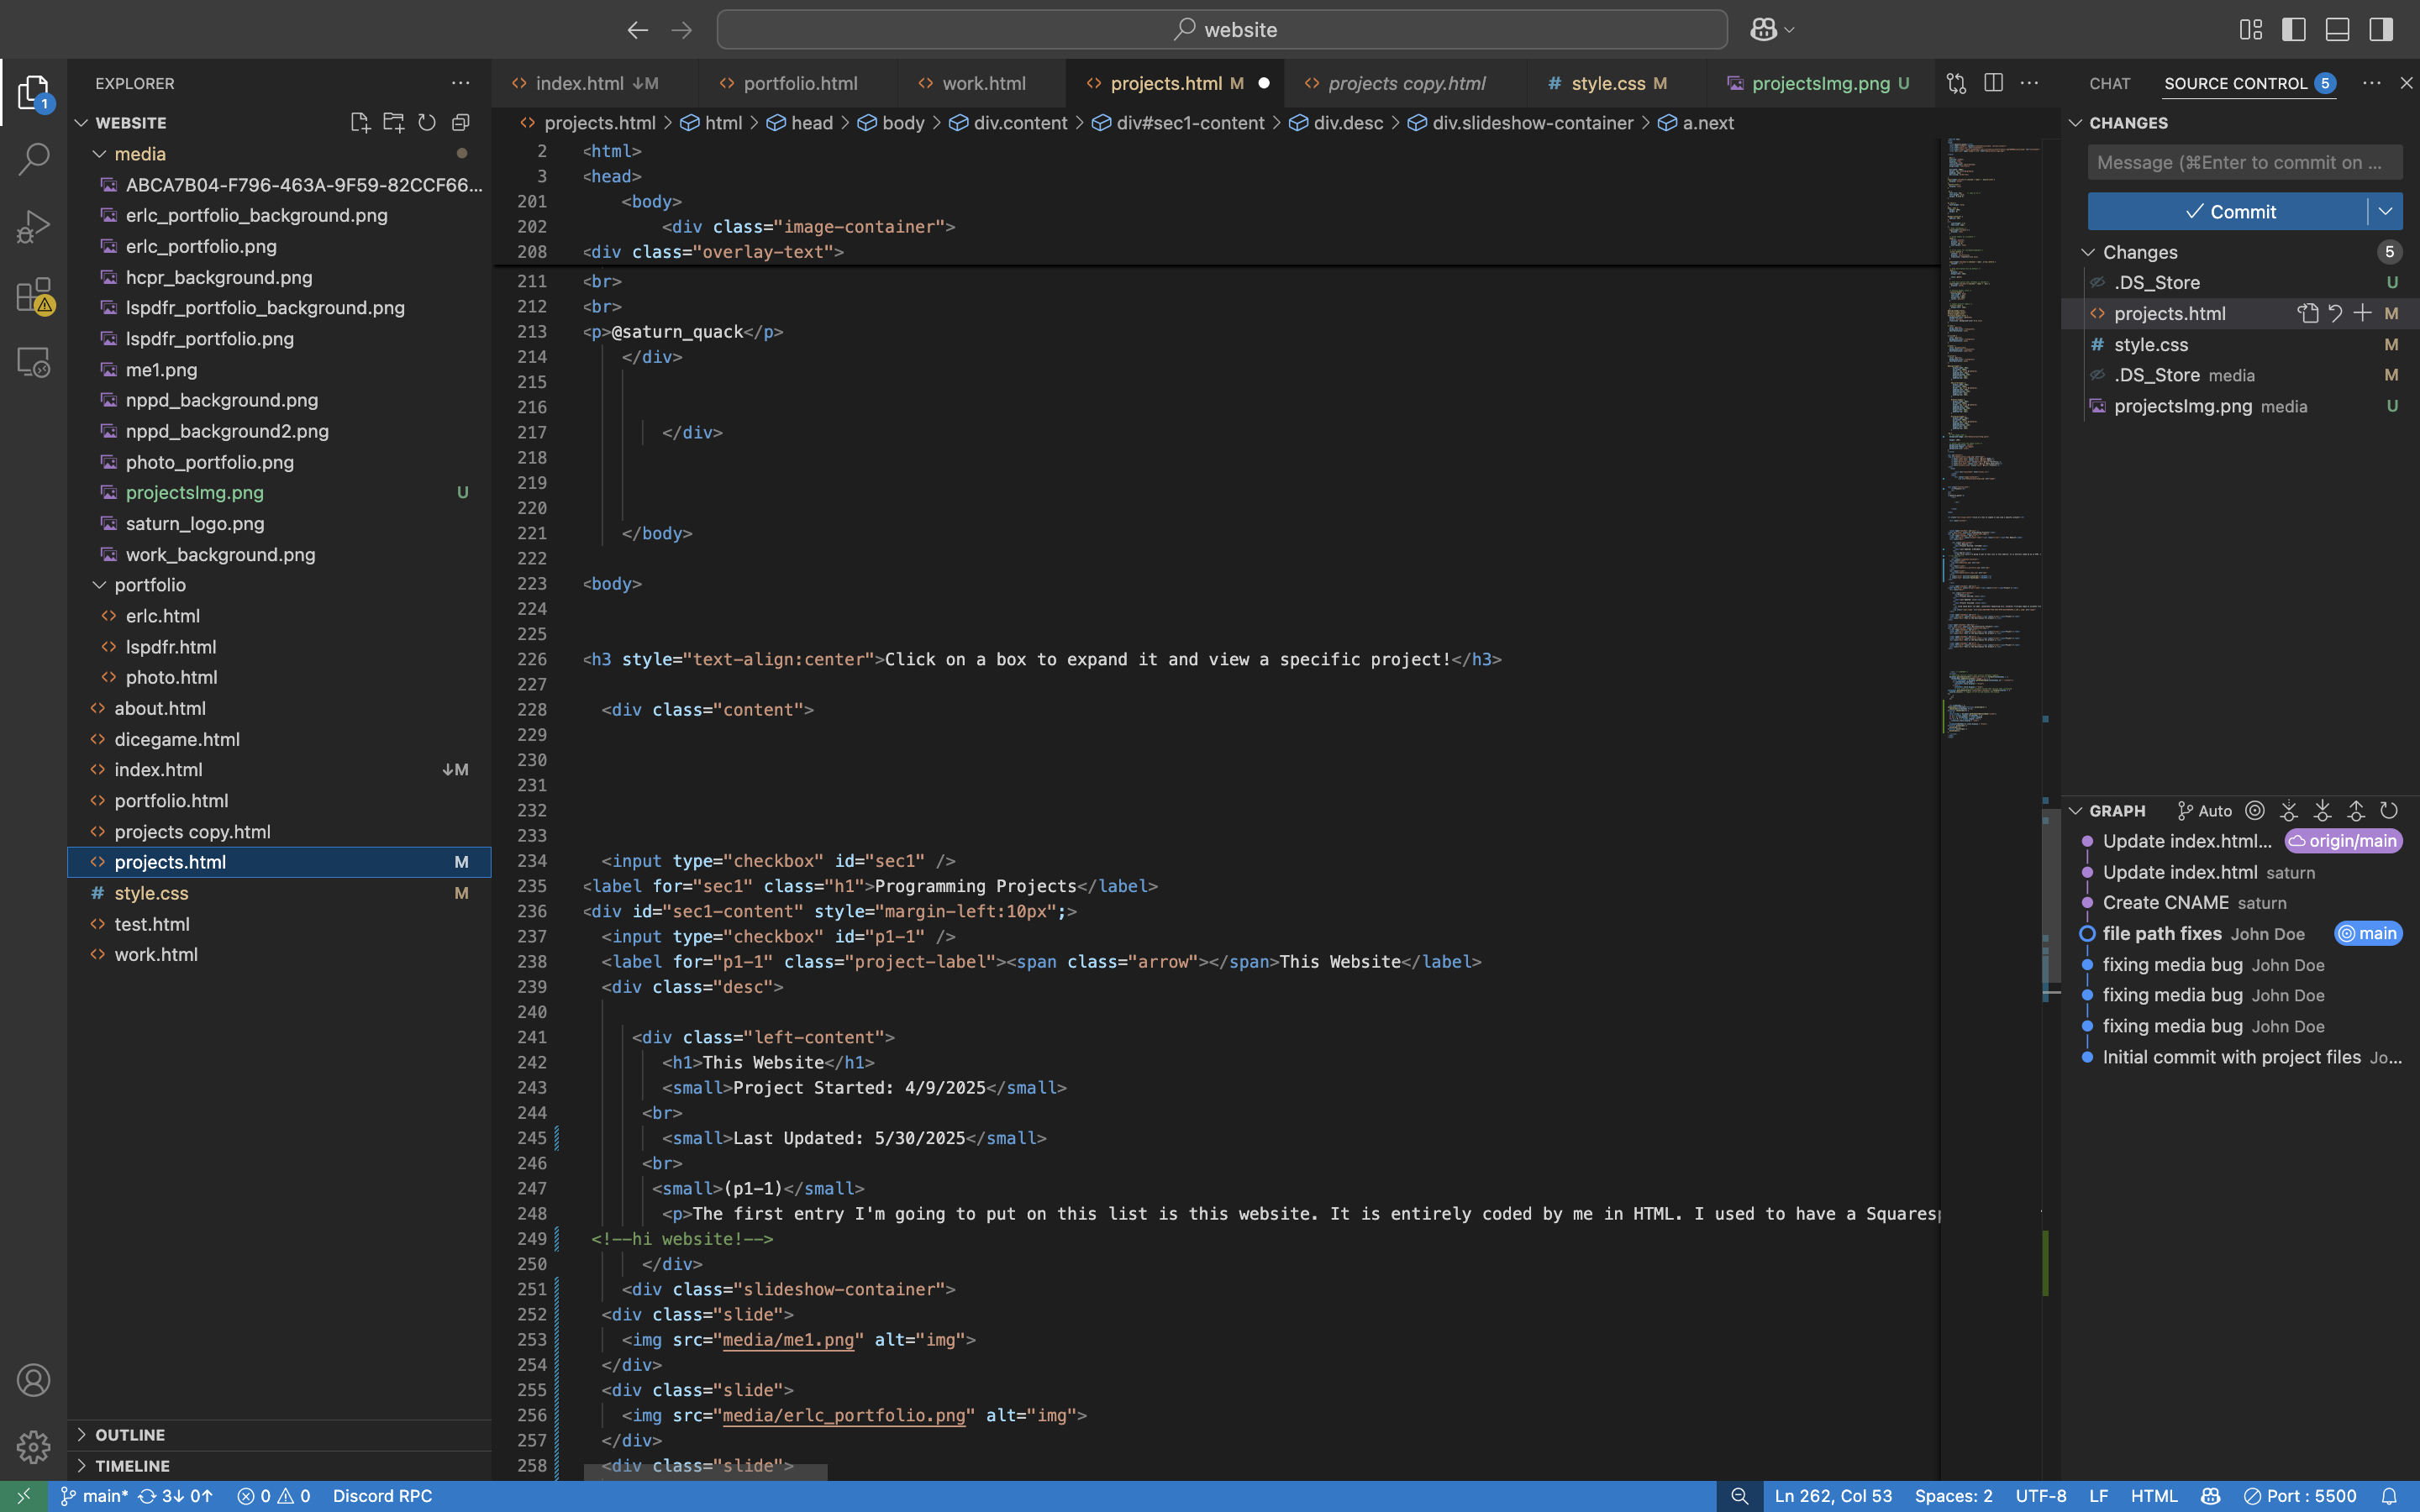 website
EXPLORER
index.html ↓M
portfolio.html
work.html
projects.html M
projects copy.html
style.css M
projectsImg.png U
CHAT
SOURCE CONTROL 5
WEBSITE
media
ABCA7B04-F796-463A-9F59-82CCF66...
erlc_portfolio_background.png
erlc_portfolio.png
hcpr_background.png
lspdfr_portfolio_background.png
lspdfr_portfolio.png
me1.png
nppd_background.png
nppd_background2.png
photo_portfolio.png
projectsImg.png U
saturn_logo.png
work_background.png
portfolio
erlc.html
lspdfr.html
photo.html
about.html
dicegame.html
index.html ↓M
portfolio.html
projects copy.html
projects.html M
style.css M
test.html
work.html
OUTLINE
TIMELINE
projects.html > html > head > body > div.content > div#sec1-content > div.desc > div.slideshow-container > a.next
2 <html>
3 <head>
201 <body>
202 <div class="image-container">
208 <div class="overlay-text">
211 <br>
212 <br>
213 <p>@saturn_quack</p>
214 </div>
215
216
217 </div>
218
219
220
221 </body>
222
223 <body>
224
225
226 <h3 style="text-align:center">Click on a box to expand it and view a specific project!</h3>
227
228 <div class="content">
229
230
231
232
233
234 <input type="checkbox" id="sec1" />
235 <label for="sec1" class="h1">Programming Projects</label>
236 <div id="sec1-content" style="margin-left:10px";>
237 <input type="checkbox" id="p1-1" />
238 <label for="p1-1" class="project-label"><span class="arrow"></span>This Website</label>
239 <div class="desc">
240
241 <div class="left-content">
242 <h1>This Website</h1>
243 <small>Project Started: 4/9/2025</small>
244 <br>
245 <small>Last Updated: 5/30/2025</small>
246 <br>
247 <small>(p1-1)</small>
248 <p>The first entry I'm going to put on this list is this website. It is entirely coded by me in HTML. I used to have a Squares
249 <!--hi website!-->
250 </div>
251 <div class="slideshow-container">
252 <div class="slide">
253 <img src="media/me1.png" alt="img">
254 </div>
255 <div class="slide">
256 <img src="media/erlc_portfolio.png" alt="img">
257 </div>
258 <div class="slide">
CHANGES
Message (⌘Enter to commit on ...
Commit
Changes 5
.DS_Store U
projects.html M
style.css M
.DS_Store media M
projectsImg.png media U
GRAPH Auto
Update index.html... origin/main
Update index.html saturn
Create CNAME saturn
file path fixes John Doe main
fixing media bug John Doe
fixing media bug John Doe
fixing media bug John Doe
Initial commit with project files Jo...
main* 3↓ 0↑ 0 0 Discord RPC
Ln 262, Col 53 Spaces: 2 UTF-8 LF HTML Port : 5500